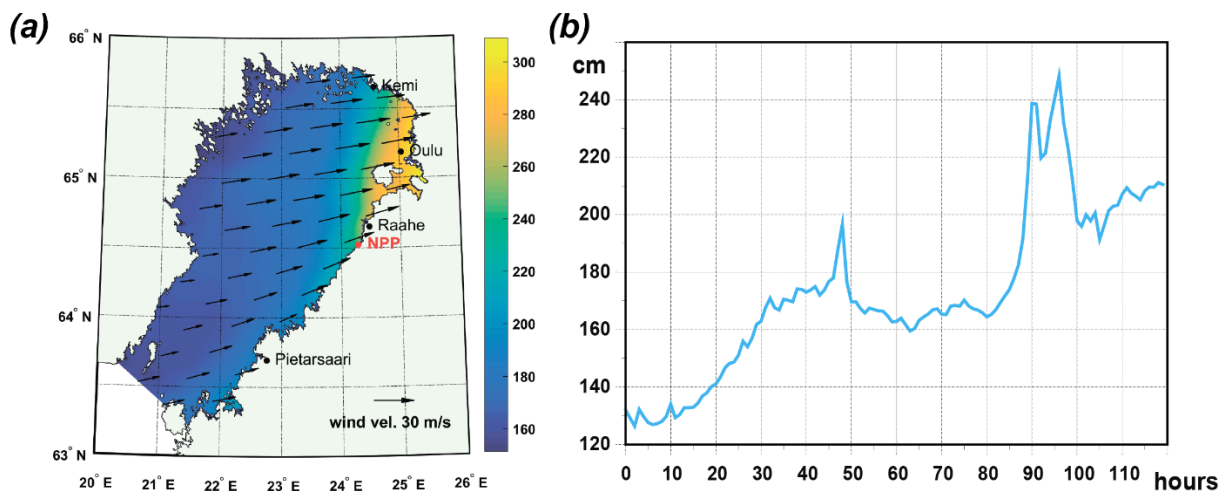 (a)
66° N
65° N
64° N
63° N
20° E
21° E
22° E
23° E
24° E
25° E
26° E
Kemi
Oulu
Raahe
NPP
Pietarsaari
wind vel. 30 m/s
300
280
260
240
220
200
180
160
(b)
cm
240
220
200
180
160
140
120
0 10 20 30 40 50 60 70 80 90 100 110 hours